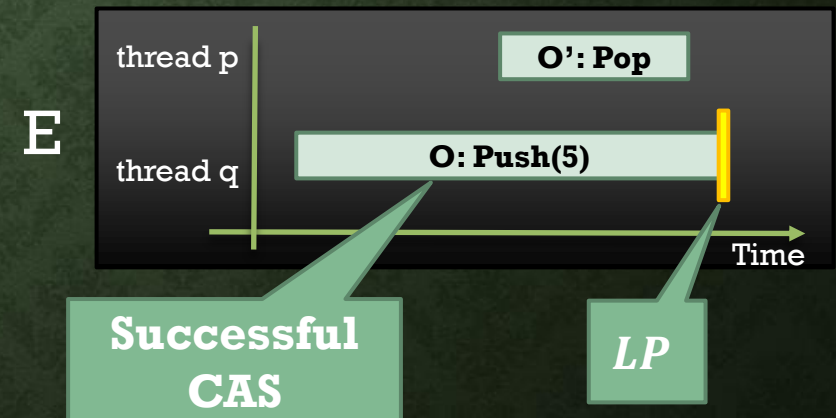 E
thread p
O’: Pop
thread q
O: Push(5)
Time
Successful
CAS
LP